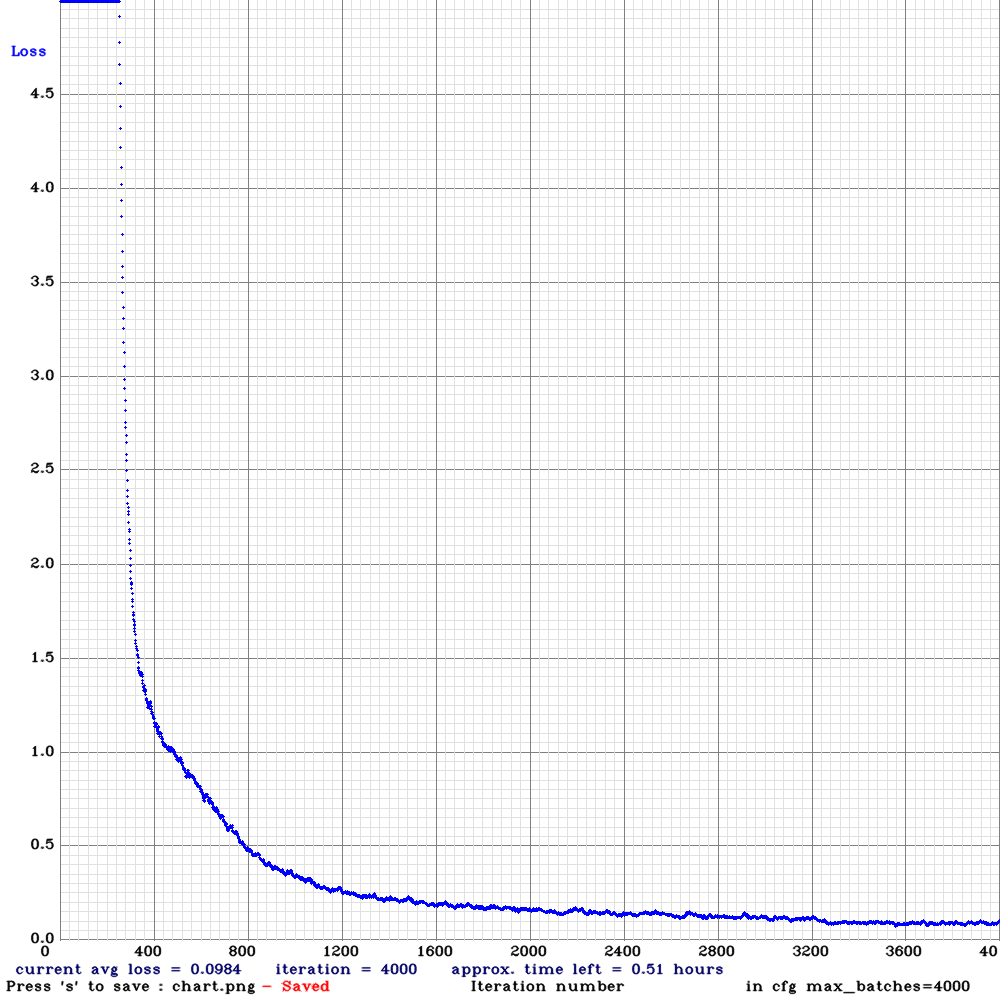 Loss
4.5
4.0
3.5
3.0
2.5
2.0
1.5
1.0
0.5
0.0
0 400 800 1200 1600 2000 2400 2800 3200 3600 40
current avg loss = 0.0984 iteration = 4000 approx. time left = 0.51 hours
Press 's' to save : chart.png - Saved Iteration number in cfg max_batches=4000